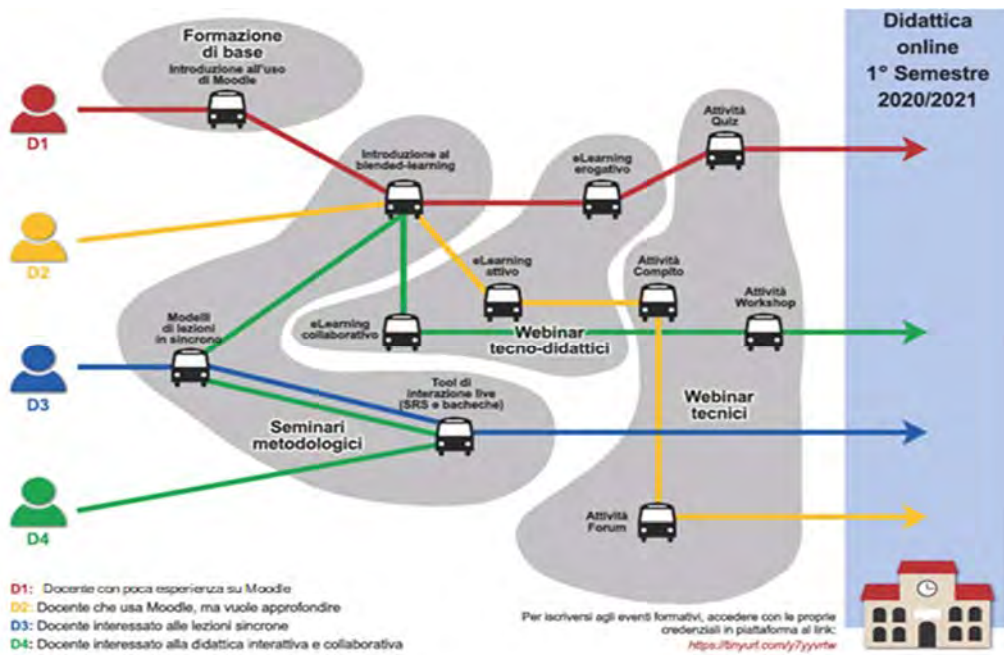 Formazione
di base
Introduzione all'uso
di Moodle
Didattica
online
1° Semestre
2020/2021
D1
Attività
Quiz
Introduzione al
blended-learning
eLearning
erogativo
D2
eLearning
attivo
Attività
Compito
Attività
Workshop
Modelli
di lezioni
in sincrono
eLearning
collaborativo
Webinar
tecno-didattici
D3
Tool di
interazione live
(SRS e bacheche)
Seminari
metodologici
Webinar
tecnici
D4
Attività
Forum
D1: Docente con poca esperienza su Moodle
D2: Docente che usa Moodle, ma vuole approfondire
D3: Docente interessato alle lezioni sincrone
D4: Docente interessato alla didattica interattiva e collaborativa
Per iscriversi agli eventi formativi, accedere con le proprie
credenziali in piattaforma al link:
https://tinyurl.com/y7yyvrtw